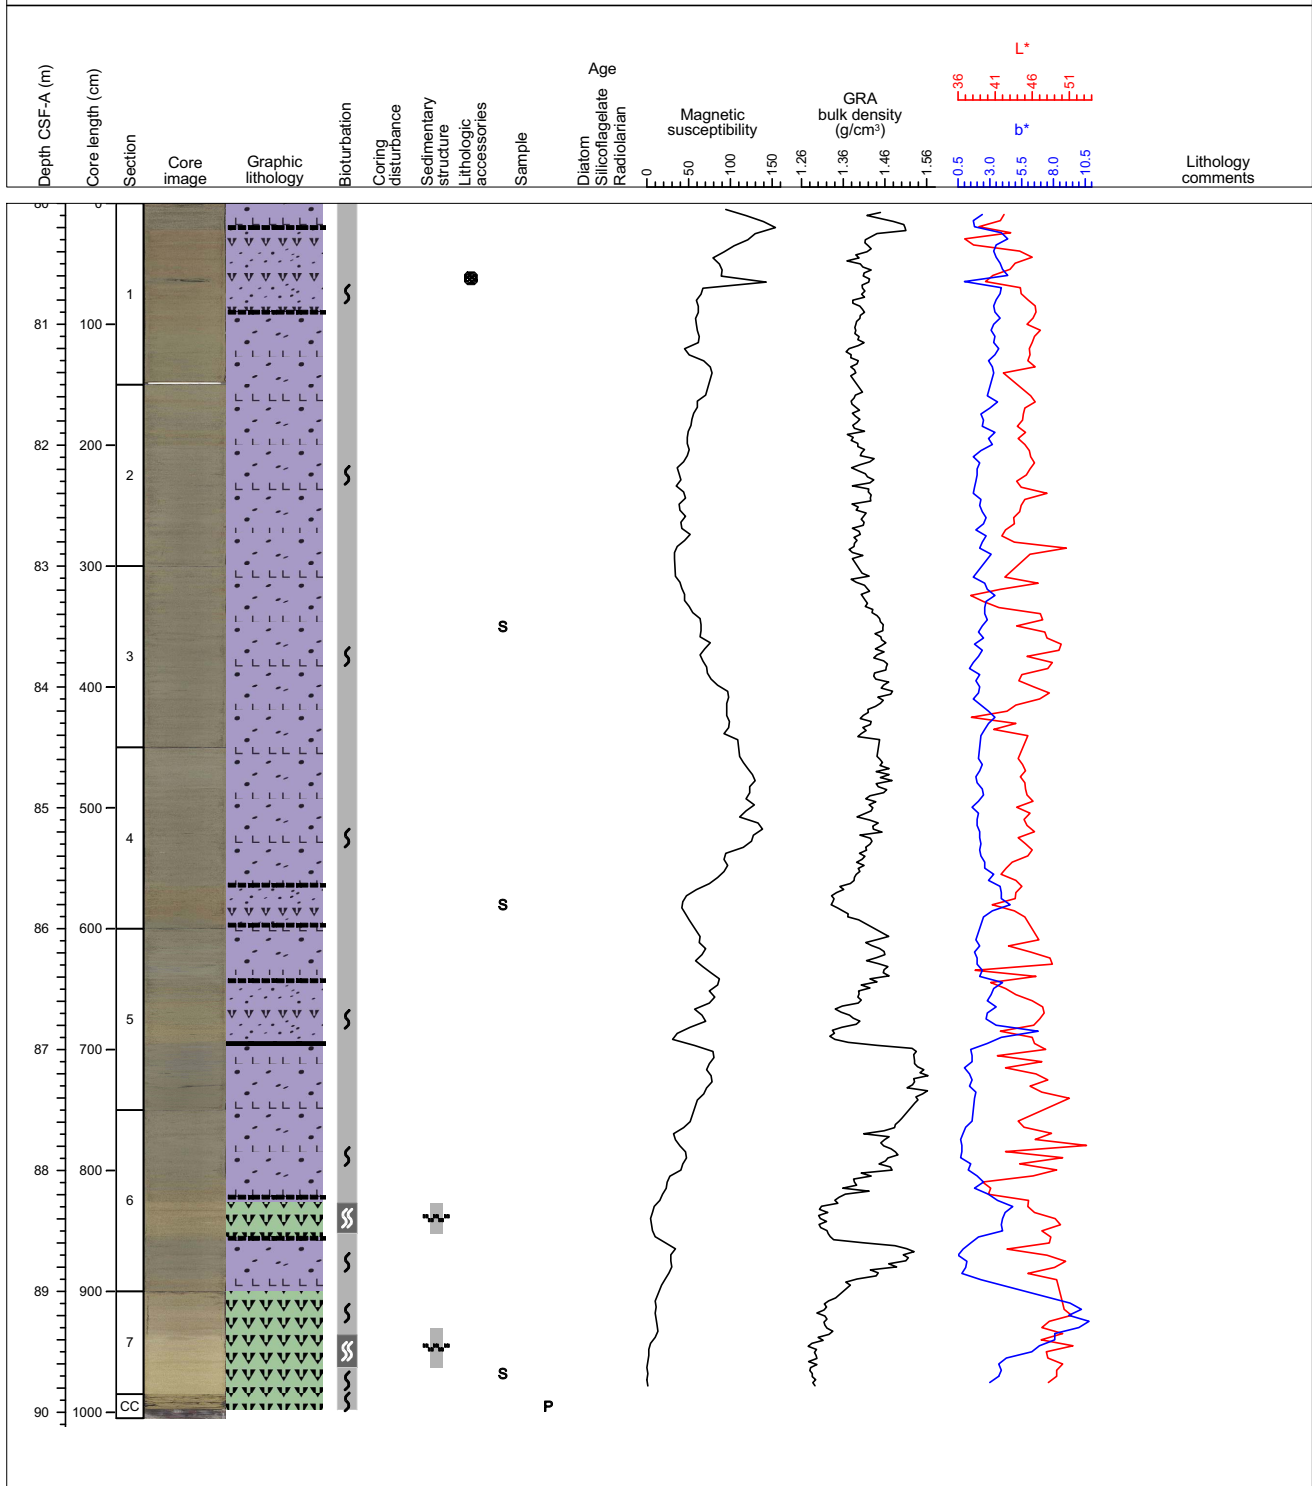 Depth CSF-A (m)
Core length (cm)
Section
Core
image
Graphic
lithology
Bioturbation
Coring
disturbance
Sedimentary
structure
Lithologic
accessories
Sample
Age
Diatom
Silicoflagelate
Radiolarian
Magnetic
susceptibility
0 50 100 150
GRA
bulk density
(g/cm³)
1.26 1.36 1.46 1.56
L*
36 41 46 51
b*
0.5 3.0 5.5 8.0 10.5
Lithology
comments
80 0
1
81 100
82 200
2
83 300
S
3
84 400
85 500
4
S
86 600
5
87 700
88 800
6
89 900
7
S
CC
P
90 1000